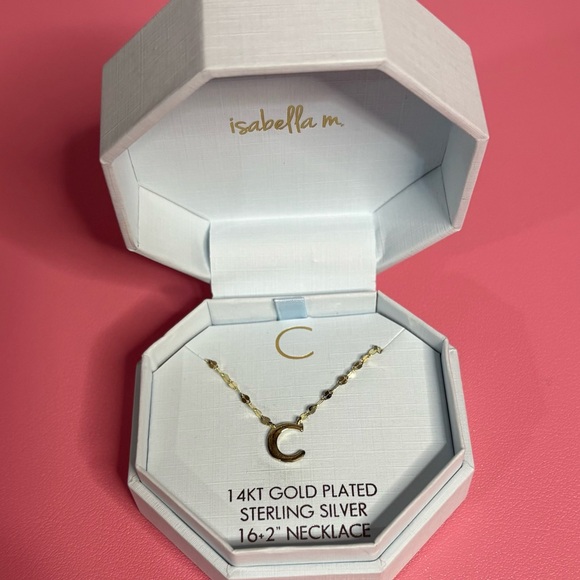 isabella m.
C
C
14KT GOLD PLATED
STERLING SILVER
16+2" NECKLACE